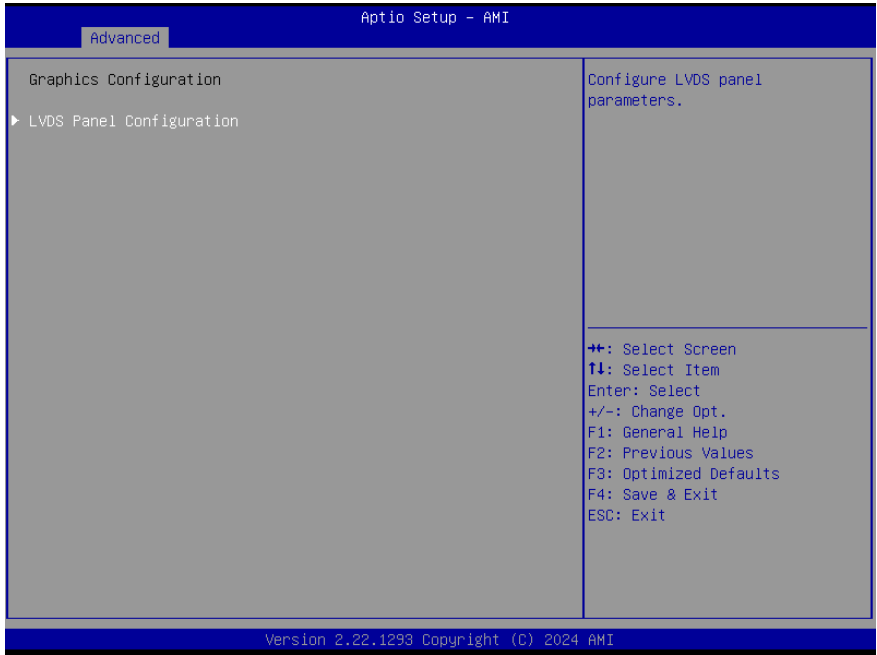 Aptio Setup – AMI
Advanced
Graphics Configuration
▶ LVDS Panel Configuration
Configure LVDS panel
parameters.
→←: Select Screen
↑↓: Select Item
Enter: Select
+/-: Change Opt.
F1: General Help
F2: Previous Values
F3: Optimized Defaults
F4: Save & Exit
ESC: Exit
Version 2.22.1293 Copyright (C) 2024 AMI